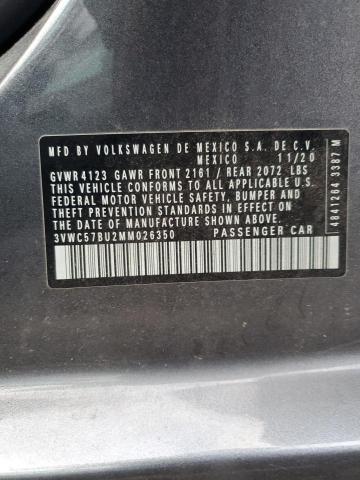 MFD. BY VOLKSWAGEN DE MEXICO S.A. DE C.V.
MEXICO 11/20
GVWR 4123 GAWR FRONT 2161 / REAR 2072 LBS
THIS VEHICLE CONFORMS TO ALL APPLICABLE U.S.
FEDERAL MOTOR VEHICLE SAFETY, BUMPER, AND
THEFT PREVENTION STANDARDS IN EFFECT ON
THE DATE OF MANUFACTURE SHOWN ABOVE
3VWC57BU2MM026350 PASSENGER CAR
4841264 3387 M